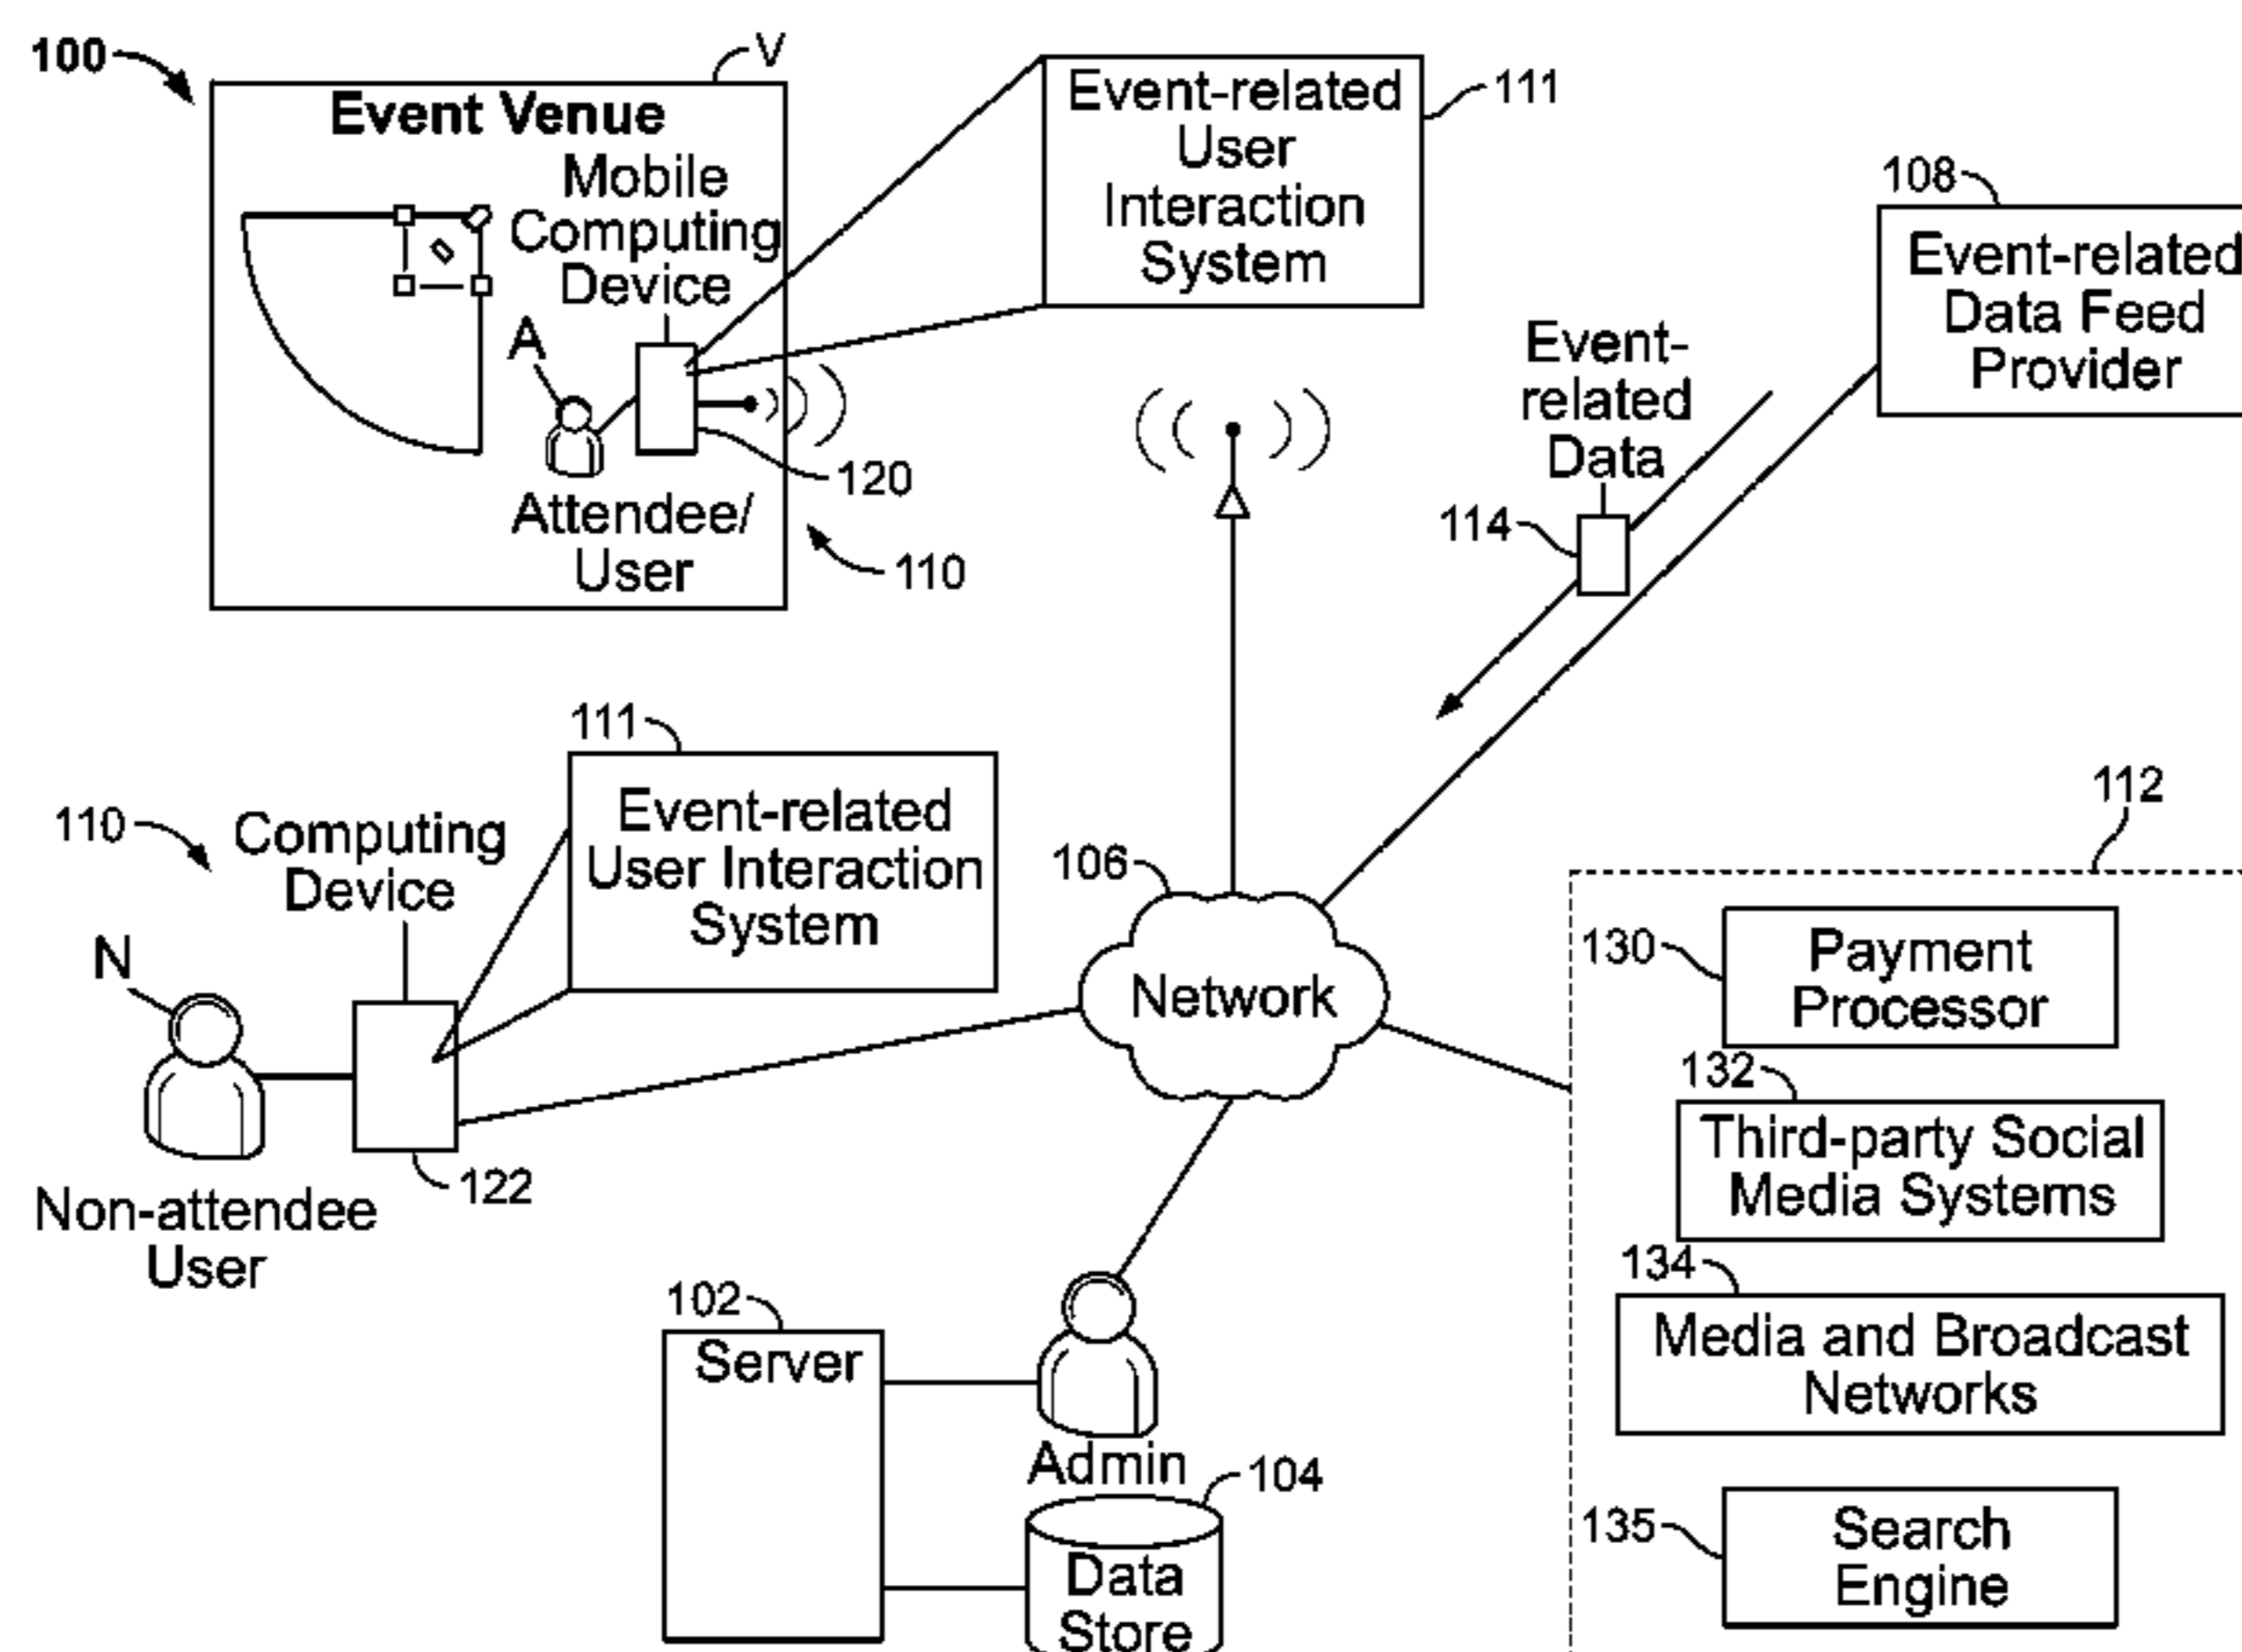 100
V
Event Venue
Mobile
Computing
Device
A
120
Attendee/
User
110
Event-related
User
Interaction
System
111
108
Event-related
Data Feed
Provider
Event-
related
Data
114
111
Event-related
User Interaction
System
110
Computing
Device
N
122
Non-attendee
User
106
Network
112
130
Payment
Processor
132
Third-party Social
Media Systems
134
Media and Broadcast
Networks
135
Search
Engine
102
Server
Admin
104
Data
Store